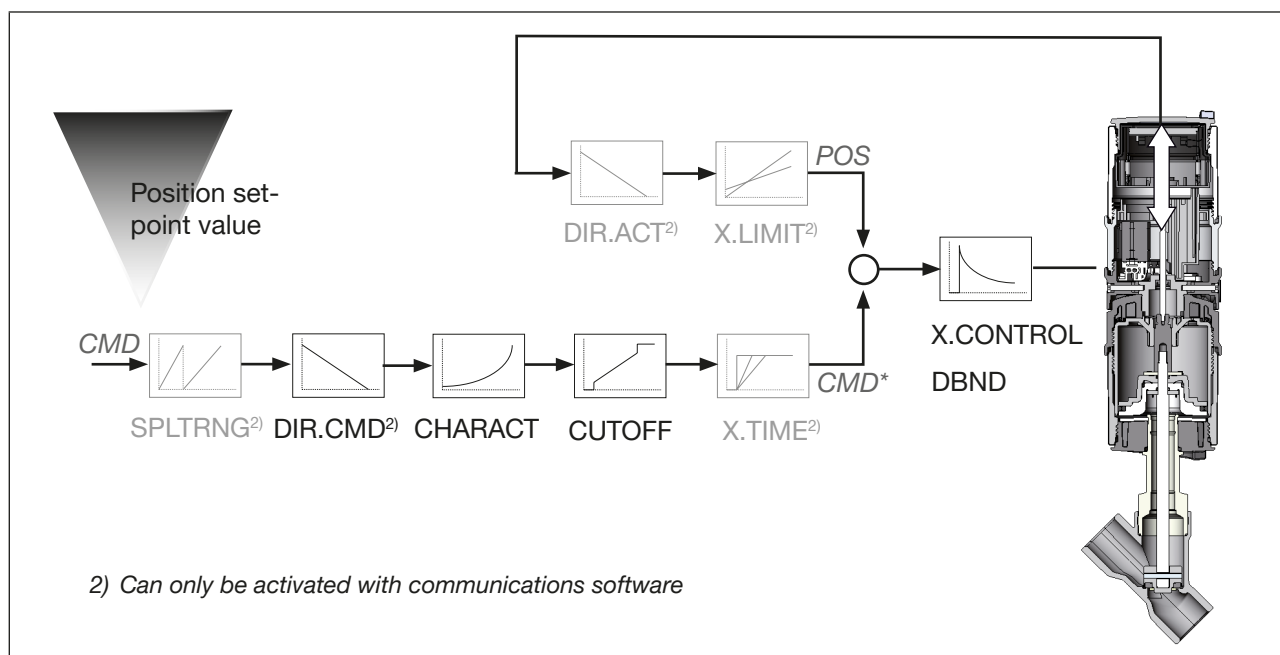 Position set-
point value
POS
DIR.ACT2)
X.LIMIT2)
CMD
CMD*
X.CONTROL
DBND
SPLTRNG2)
DIR.CMD2)
CHARACT
CUTOFF
X.TIME2)
2) Can only be activated with communications software